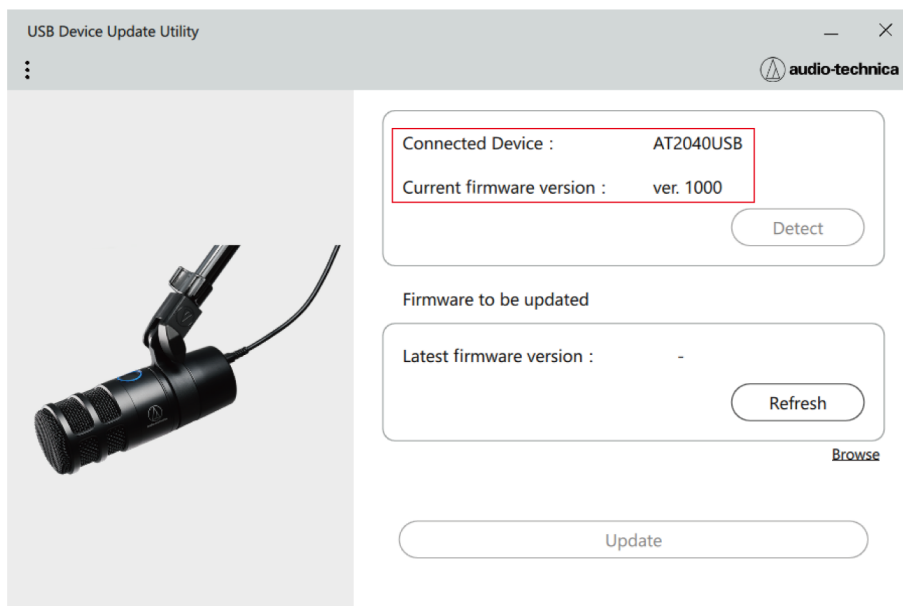 USB Device Update Utility
audio-technica
Connected Device : AT2040USB
Current firmware version : ver. 1000
Detect
Firmware to be updated
Latest firmware version : -
Refresh
Browse
Update